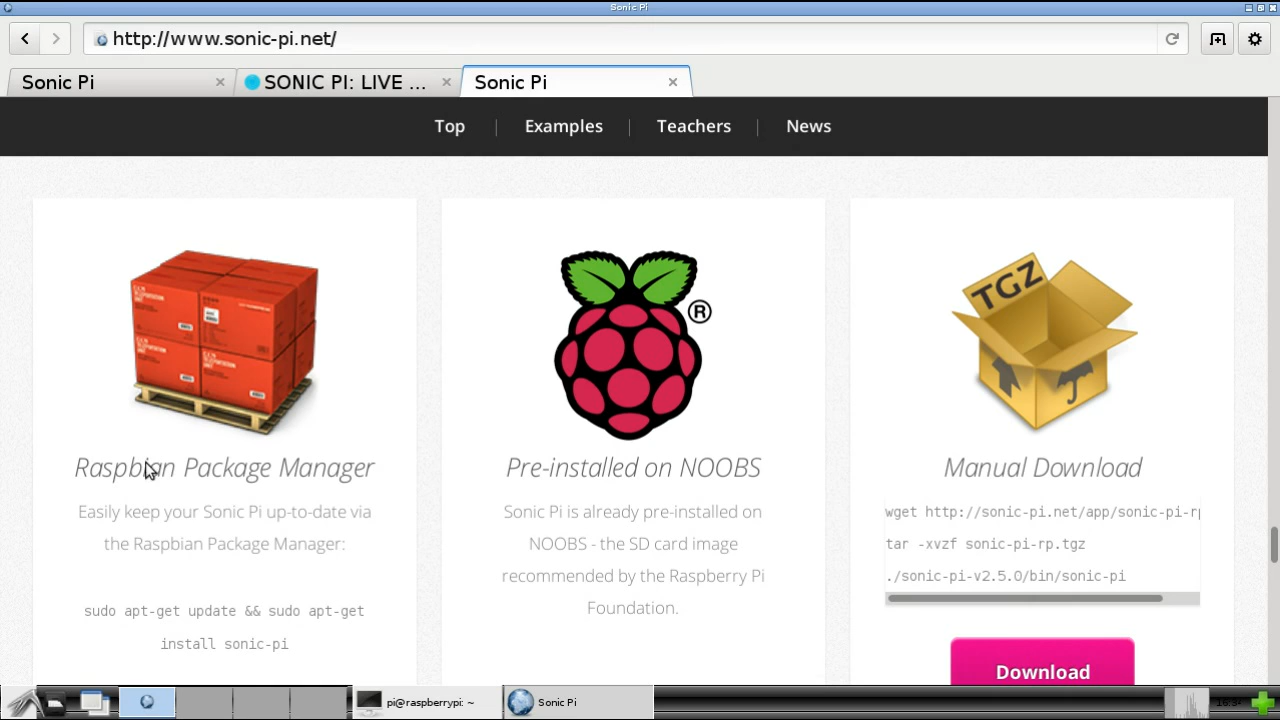 Sonic Pi
http://www.sonic-pi.net/
Sonic Pi
SONIC PI: LIVE ...
Sonic Pi
Top
Examples
Teachers
News
®
TGZ
Raspbian Package Manager
Easily keep your Sonic Pi up-to-date via
the Raspbian Package Manager:
sudo apt-get update && sudo apt-get
install sonic-pi
Pre-installed on NOOBS
Sonic Pi is already pre-installed on
NOOBS - the SD card image
recommended by the Raspberry Pi
Foundation.
Manual Download
wget http://sonic-pi.net/app/sonic-pi-rp
tar -xvzf sonic-pi-rp.tgz
./sonic-pi-v2.5.0/bin/sonic-pi
Download
pi@raspberrypi: ~
Sonic Pi